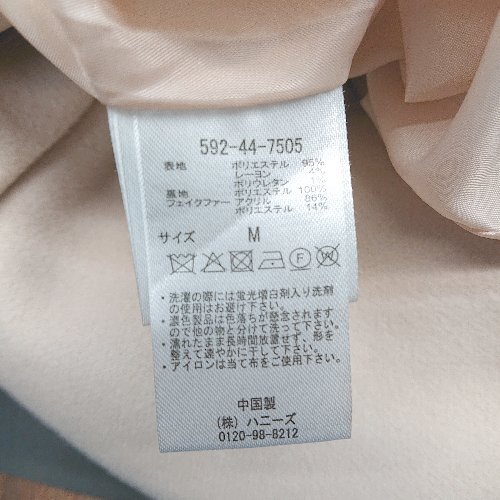 592-44-7505
表地 ポリエステル 95%
レーヨン 4%
ポリウレタン 1%
裏地 ポリエステル 100%
フェイクファー アクリル 86%
ポリエステル 14%
サイズ M
・洗濯の際には蛍光増白剤入り洗剤
の使用はお避け下さい。
・濃色製品は色落ちが懸念されます
ので他の物と分けて洗って下さい。
・濡れたまま長時間放置せず、形を
整えて速やかに干して下さい。
・アイロンは当て布をご使用下さい。
中国製
(株) ハニーズ
0120-98-8212